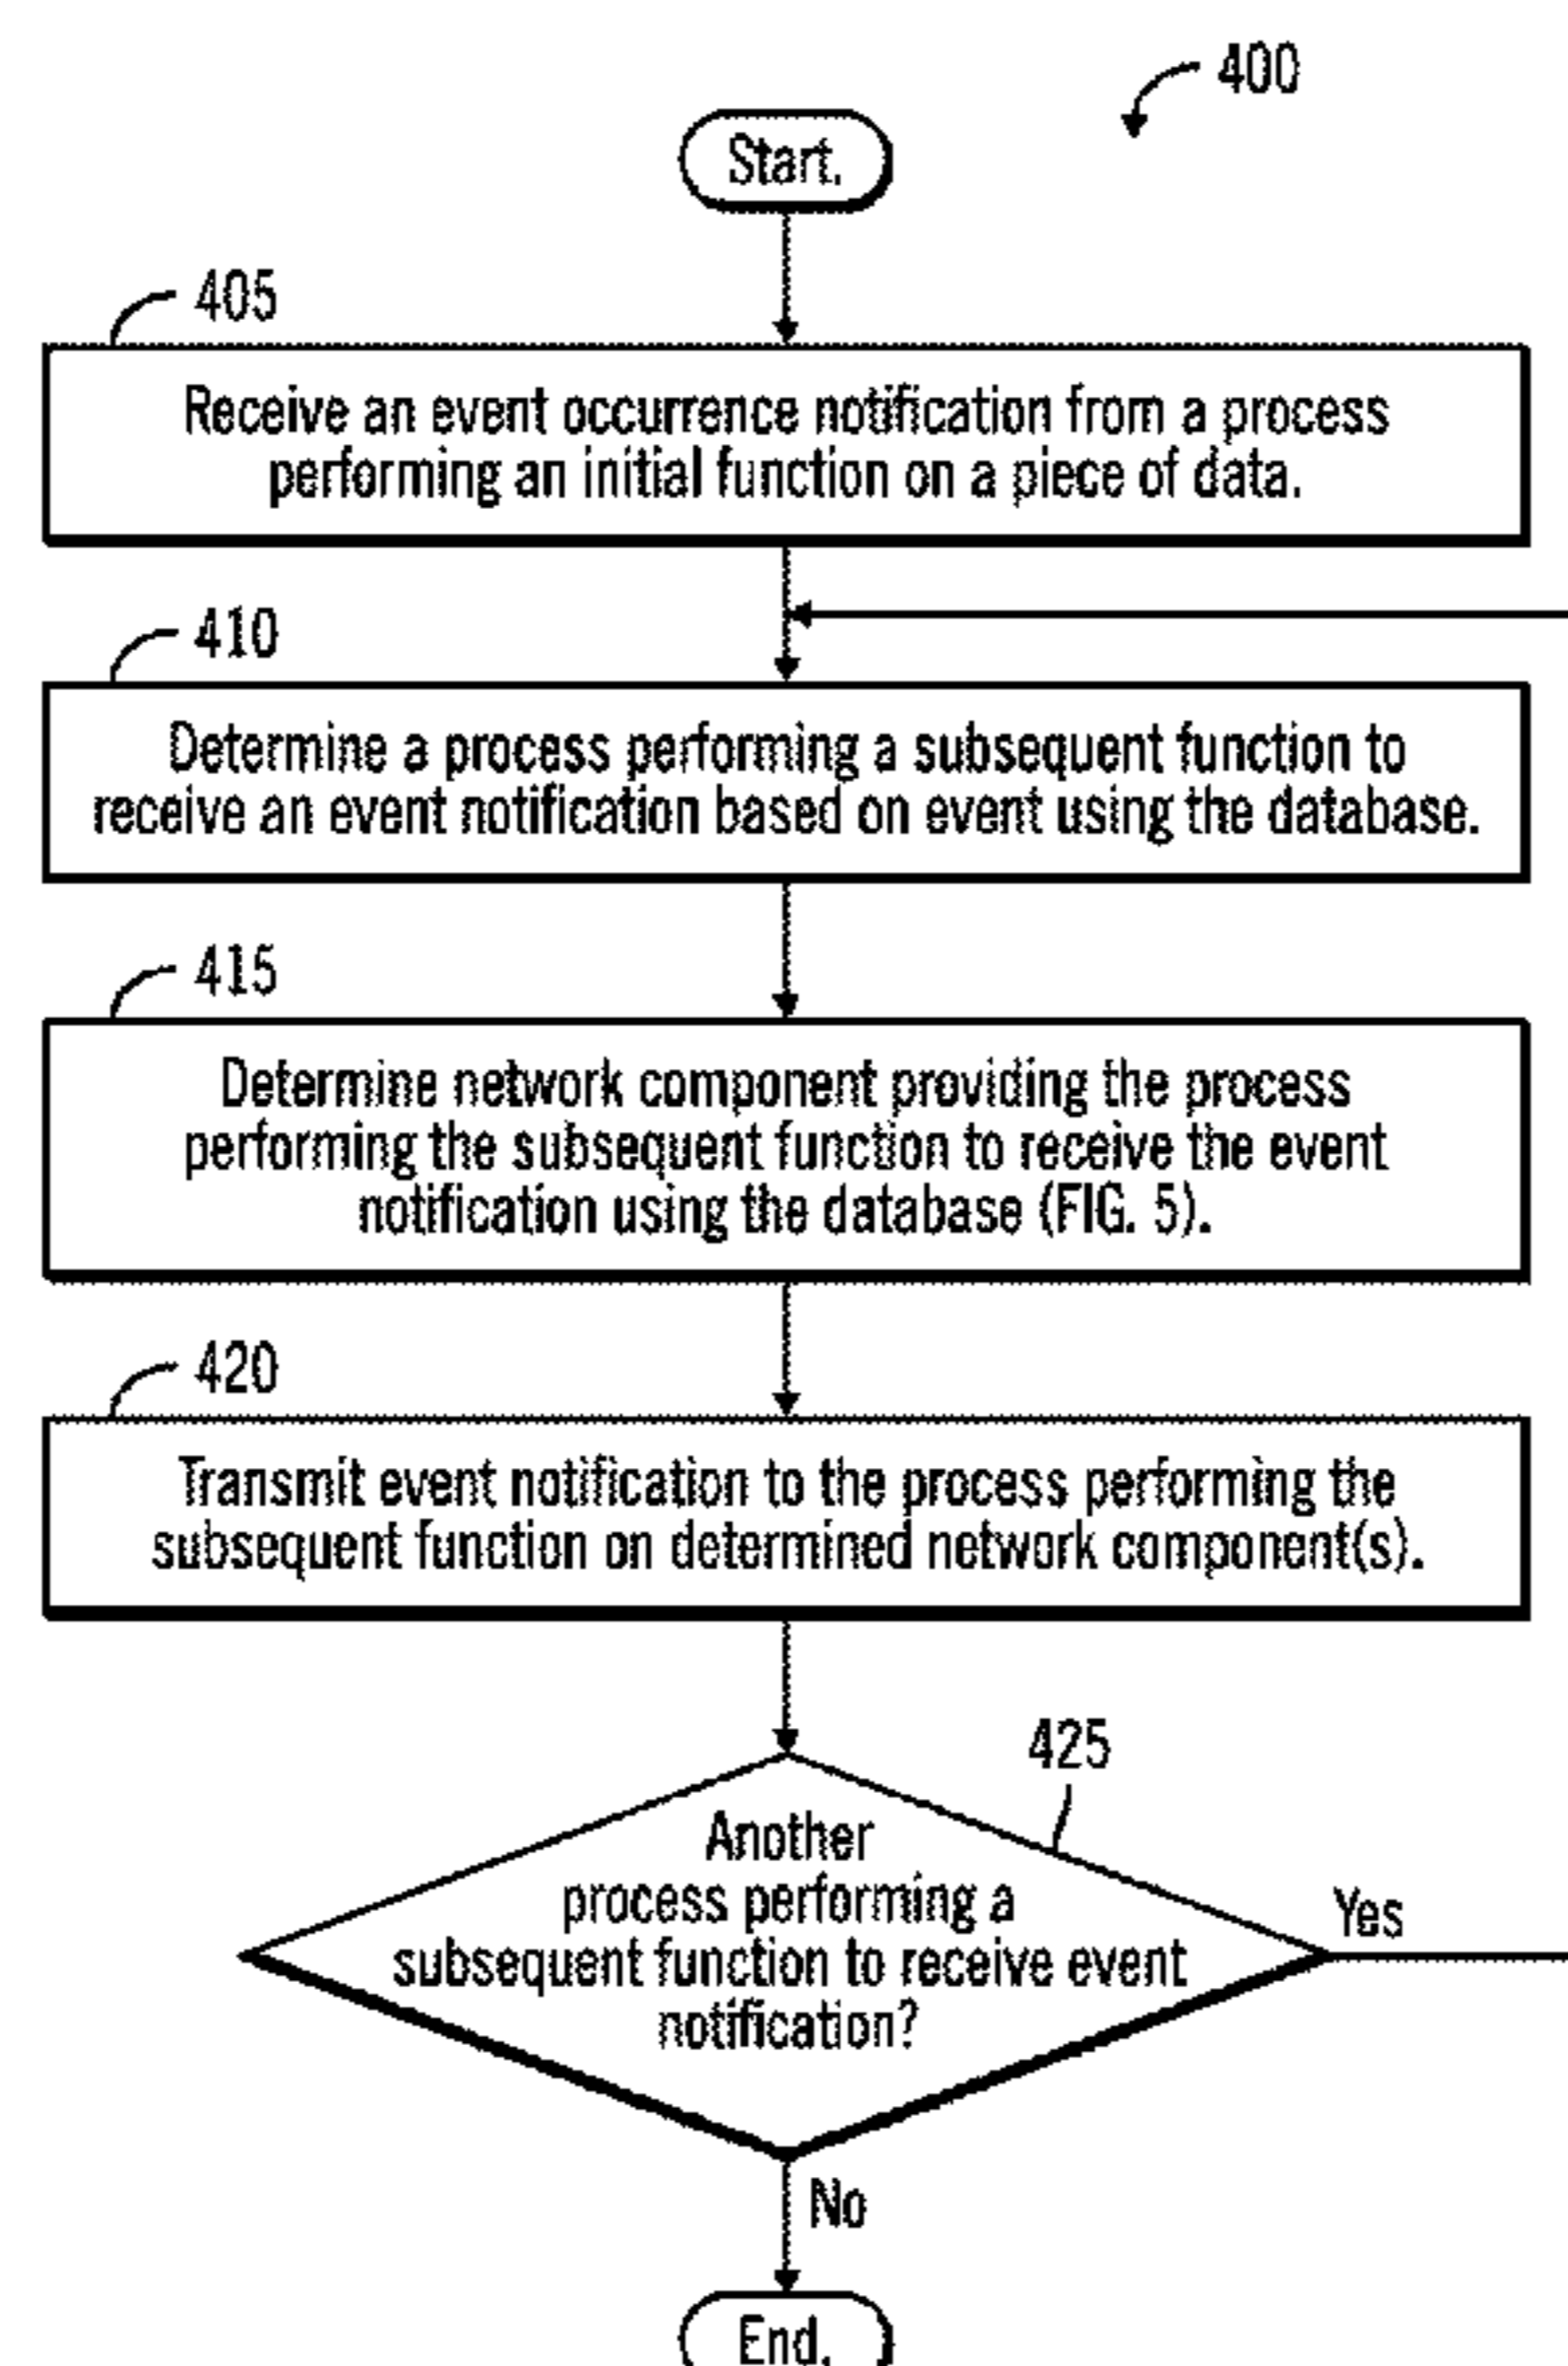 400
Start.
405
Receive an event occurrence notification from a process
performing an initial function on a piece of data.
410
Determine a process performing a subsequent function to
receive an event notification based on event using the database.
415
Determine network component providing the process
performing the subsequent function to receive the event
notification using the database (FIG. 5).
420
Transmit event notification to the process performing the
subsequent function on determined network component(s).
425
Another
process performing a
subsequent function to receive event
notification?
Yes
No
End.